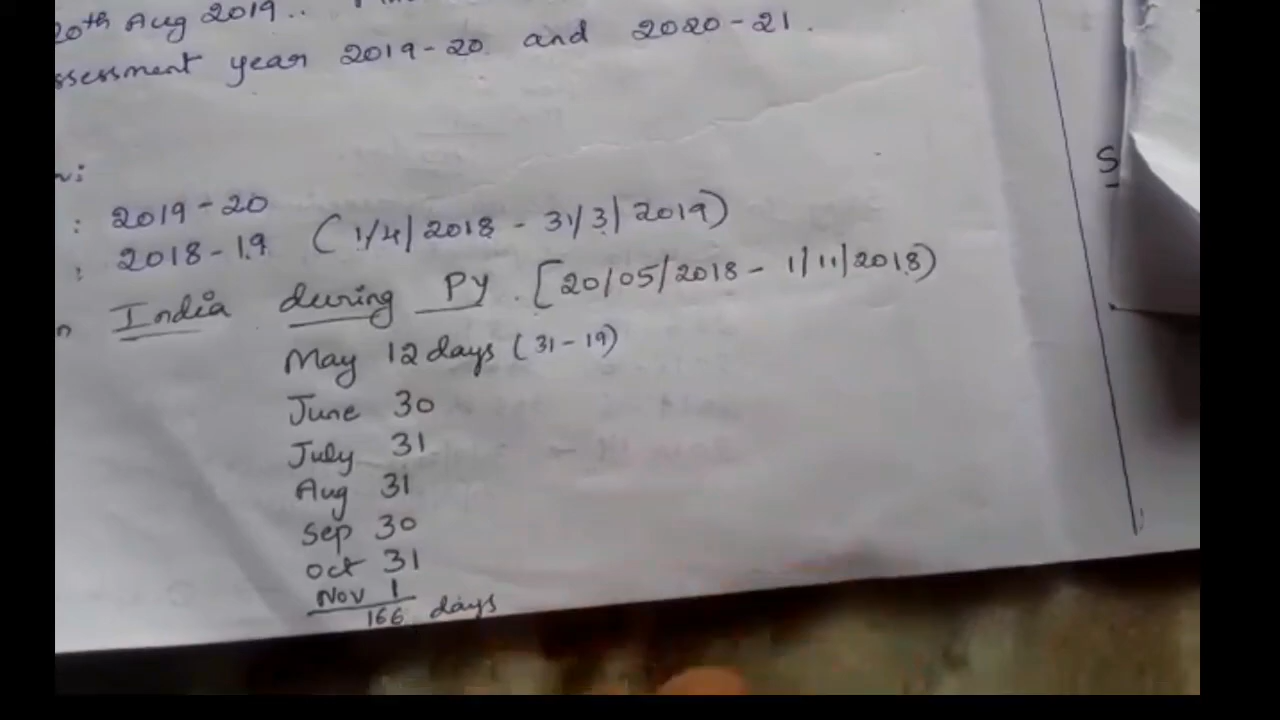 20th Aug 2019..
assessment year 2019-20 and 2020-21.
: 2019-20
: 2018-19 (1/4/2018 - 31/3/2019)
India during PY. [20/05/2018 - 1/11/2018)
May 12 days (31-19)
June 30
July 31
Aug 31
Sep 30
Oct 31
Nov 1
166 days
S